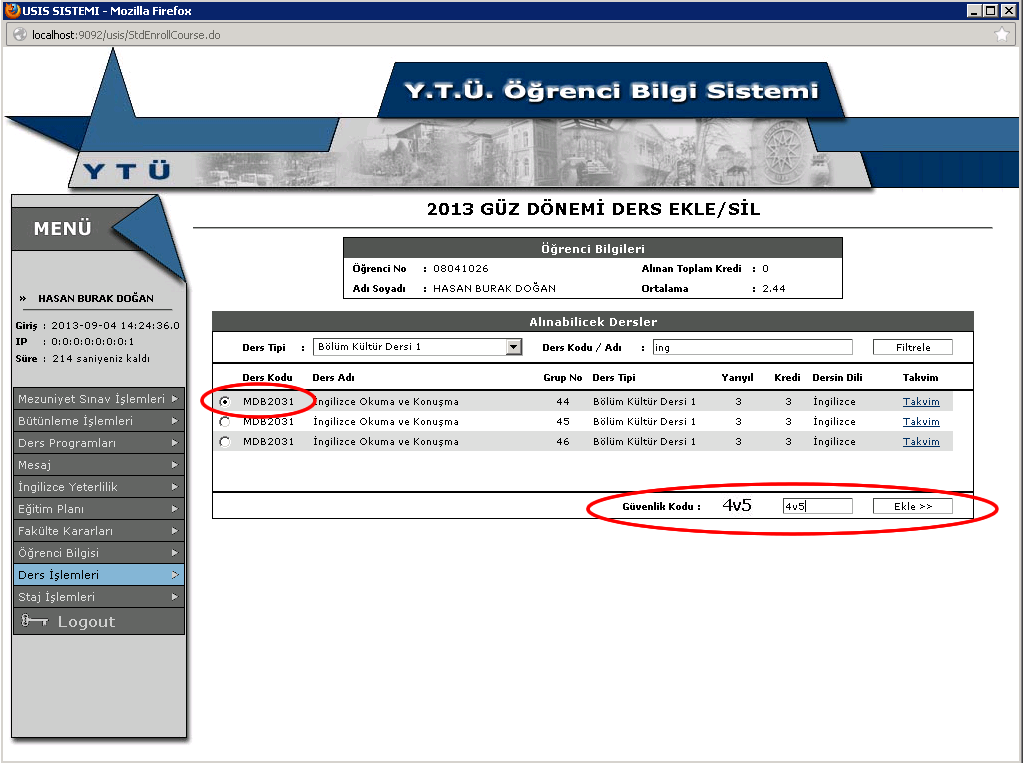 USIS SISTEMI - Mozilla Firefox
localhost:9092/usis/StdEnrollCourse.do
Y.T.Ü. Öğrenci Bilgi Sistemi
Y T Ü
MENÜ
» HASAN BURAK DOĞAN
Giriş : 2013-09-04 14:24:36.0
IP : 0:0:0:0:0:0:0:1
Süre : 214 saniyeniz kaldı
Mezuniyet Sınav İşlemleri
Bütünleme İşlemleri
Ders Programları
Mesaj
İngilizce Yeterlilik
Eğitim Planı
Fakülte Kararları
Öğrenci Bilgisi
Ders İşlemleri
Staj İşlemleri
Logout
2013 GÜZ DÖNEMİ DERS EKLE/SİL
Öğrenci Bilgileri
Öğrenci No : 08041026 Alınan Toplam Kredi : 0
Adı Soyadı : HASAN BURAK DOĞAN Ortalama : 2.44
Alınabilicek Dersler
Ders Tipi : Bölüm Kültür Dersi 1 Ders Kodu / Adı : ing Filtrele
Ders Kodu Ders Adı Grup No Ders Tipi Yarıyıl Kredi Dersin Dili Takvim
MDB2031 İngilizce Okuma ve Konuşma 44 Bölüm Kültür Dersi 1 3 3 İngilizce Takvim
MDB2031 İngilizce Okuma ve Konuşma 45 Bölüm Kültür Dersi 1 3 3 İngilizce Takvim
MDB2031 İngilizce Okuma ve Konuşma 46 Bölüm Kültür Dersi 1 3 3 İngilizce Takvim
Güvenlik Kodu : 4v5 4v5 Ekle >>